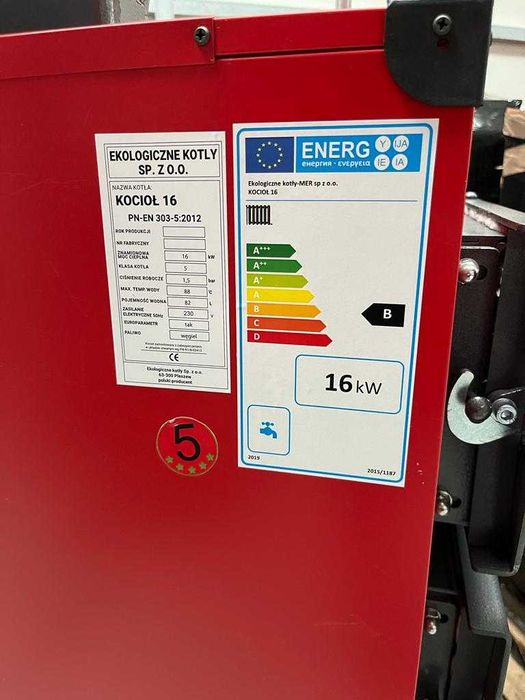 EKOLOGICZNE KOTLY
SP. Z O.O.
NAZWA KOTŁA:
KOCIOŁ 16
PN-EN 303-5:2012
ROK PRODUKCJI
NR FABRYCZNY
ZNAMIONOWA
MOC CIEPLNA 16 kW
KLASA KOTŁA 5
CIŚNIENIE ROBOCZE 1,5 bar
MAX. TEMP. WODY 88 C
POJEMNOŚĆ WODNA 82 L
ZASILANIE
ELEKTRYCZNE 50Hz 230 V
EUROPARAMETR tak
PALIWO węgiel
CE
Ekologiczne kotły Sp. z o.o.
63-300 Pleszew
polski producent
5
ENERG Y IJA
енергия · ενεργεια IE IA
Ekologiczne kotły-MER sp z o.o.
KOCIOŁ 16
A+++
A++
A+
A
B
C
D
B
16 kW
2019
2015/1187